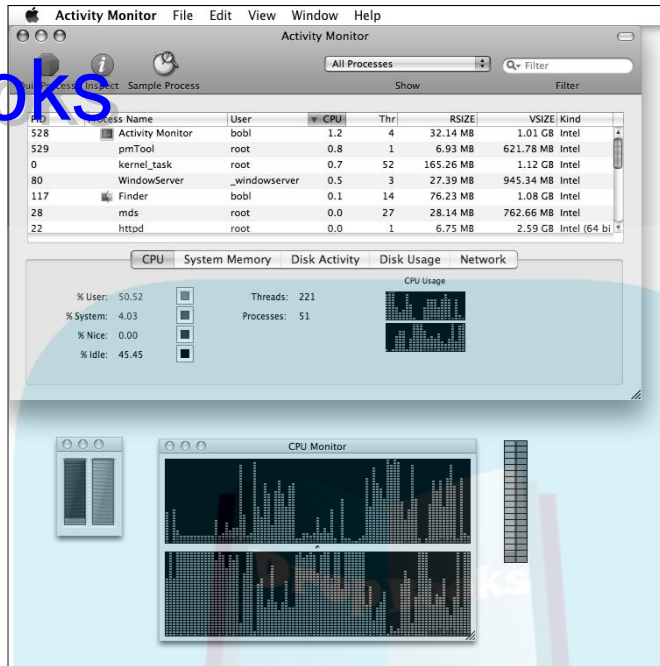 Activity Monitor File Edit View Window Help
Activity Monitor
oks
Inspect Sample Process
All Processes
Filter
Show
Filter
PID Process Name User CPU Thr RSIZE VSIZE Kind
528 Activity Monitor bobl 1.2 4 32.14 MB 1.01 GB Intel
529 pmTool root 0.8 1 6.93 MB 621.78 MB Intel
0 kernel_task root 0.7 52 165.26 MB 1.12 GB Intel
80 WindowServer _windowserver 0.5 3 27.39 MB 945.34 MB Intel
117 Finder bobl 0.1 14 76.23 MB 1.08 GB Intel
28 mds root 0.0 27 28.14 MB 762.66 MB Intel
22 httpd root 0.0 1 6.75 MB 2.59 GB Intel (64 bi
CPU System Memory Disk Activity Disk Usage Network
CPU Usage
% User: 50.52 Threads: 221
% System: 4.03 Processes: 51
% Nice: 0.00
% Idle: 45.45
CPU Monitor